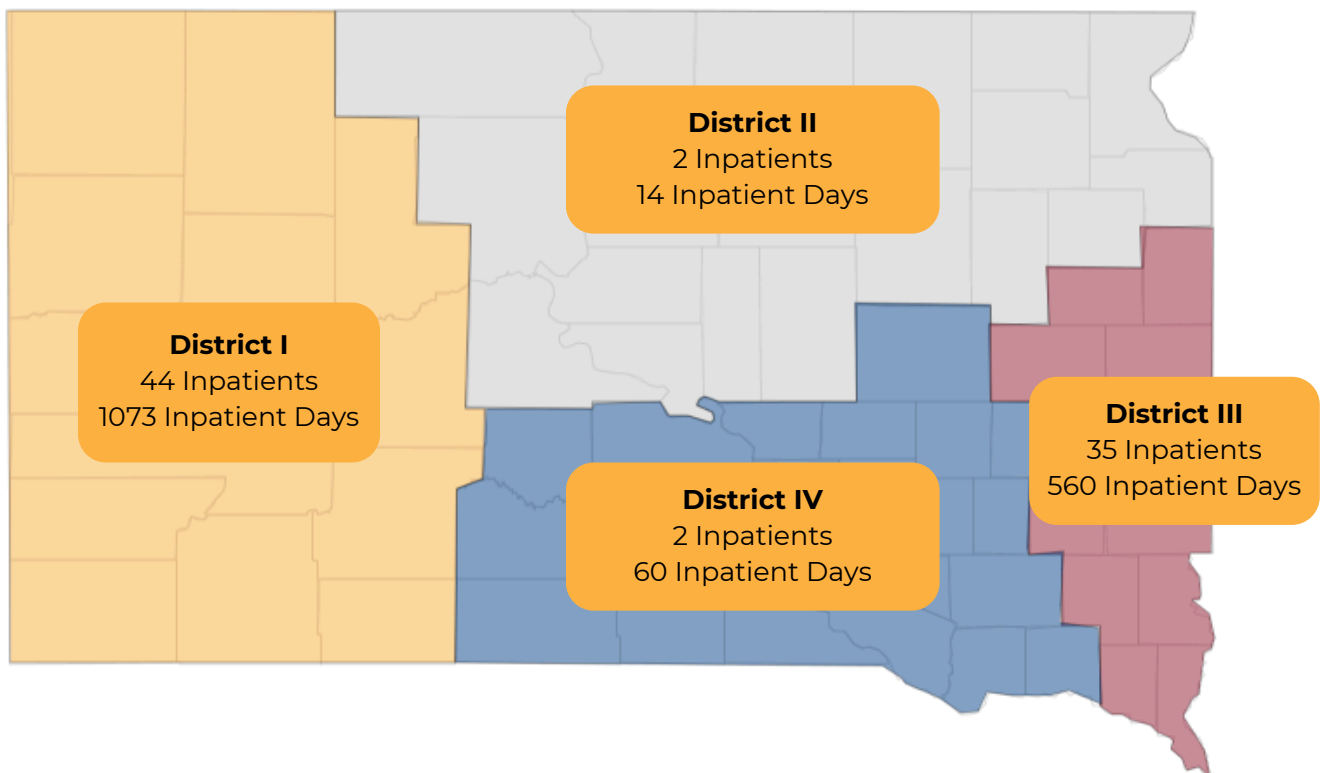 District II
2 Inpatients
14 Inpatient Days
District I
44 Inpatients
1073 Inpatient Days
District III
35 Inpatients
560 Inpatient Days
District IV
2 Inpatients
60 Inpatient Days